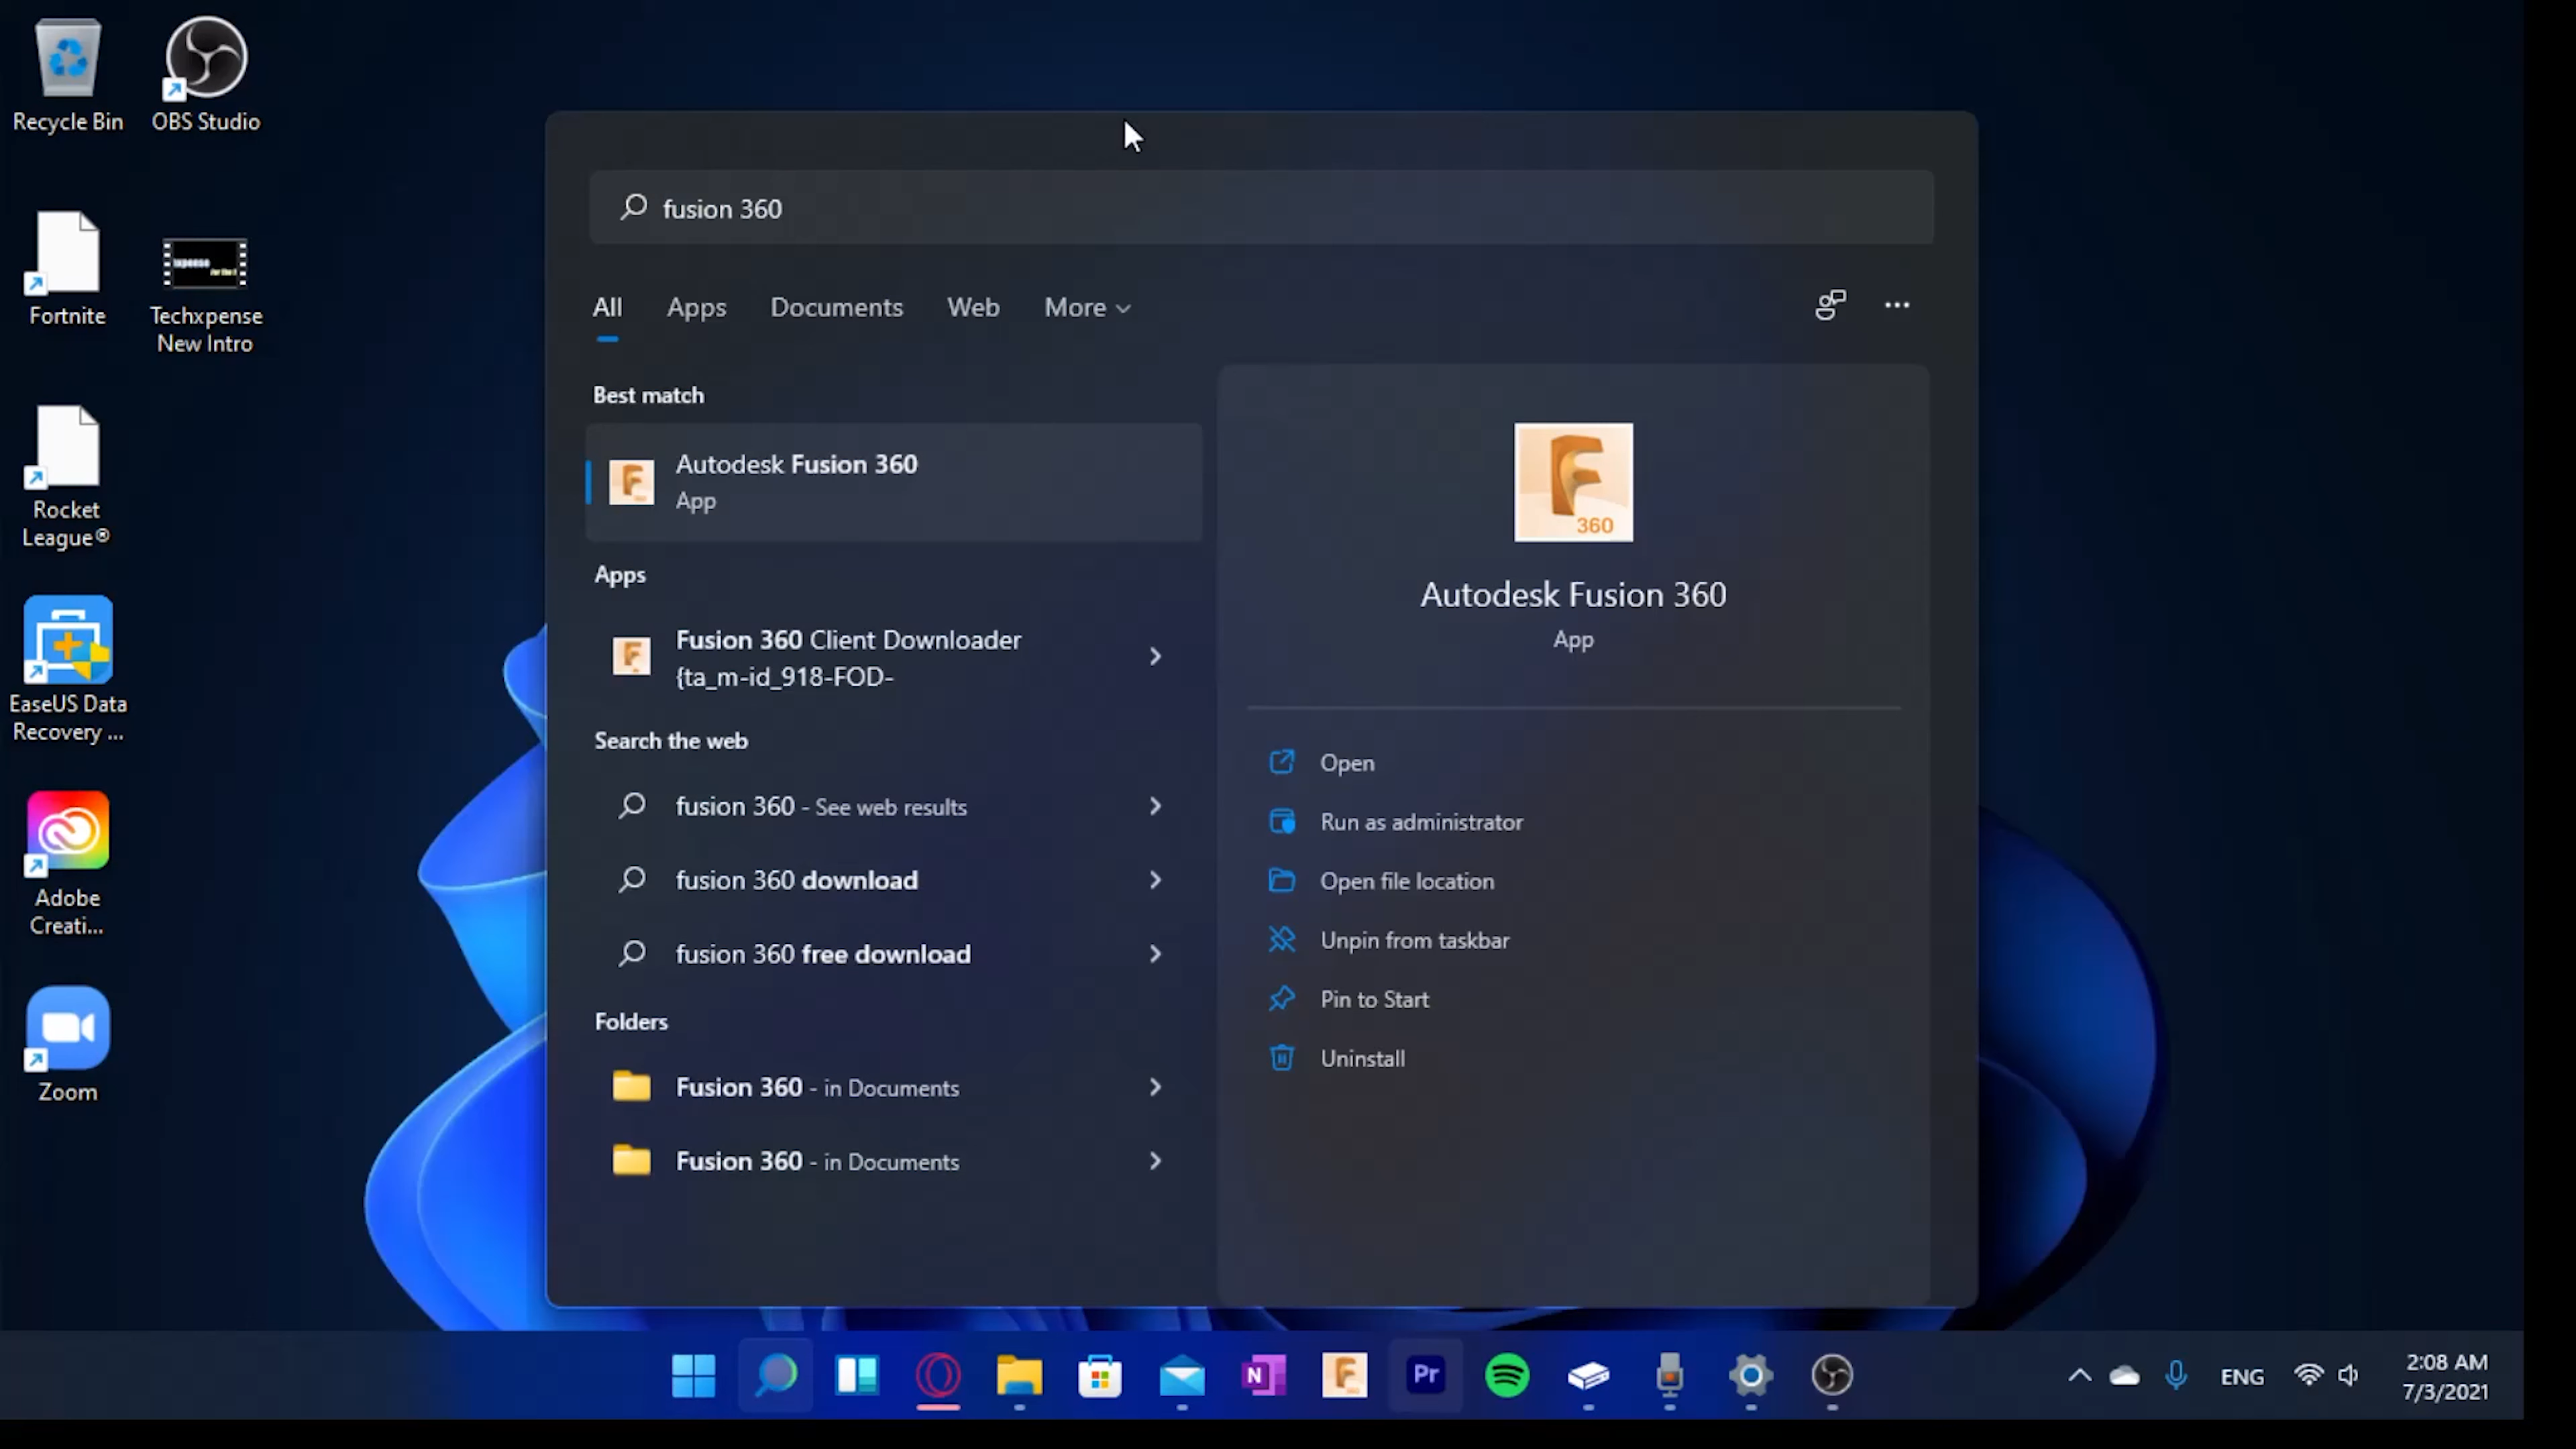 Recycle Bin
OBS Studio
Fortnite
Techxpense
New Intro
Rocket
League®
EaseUS Data
Recovery ...
Adobe
Creati...
Zoom
fusion 360
All
Apps
Documents
Web
More
Best match
Autodesk Fusion 360
App
Apps
Fusion 360 Client Downloader
{ta_m-id_918-FOD-
Search the web
fusion 360 - See web results
fusion 360 download
fusion 360 free download
Folders
Fusion 360 - in Documents
Fusion 360 - in Documents
360
Autodesk Fusion 360
App
Open
Run as administrator
Open file location
Unpin from taskbar
Pin to Start
Uninstall
N
Pr
ENG
2:08 AM
7/3/2021